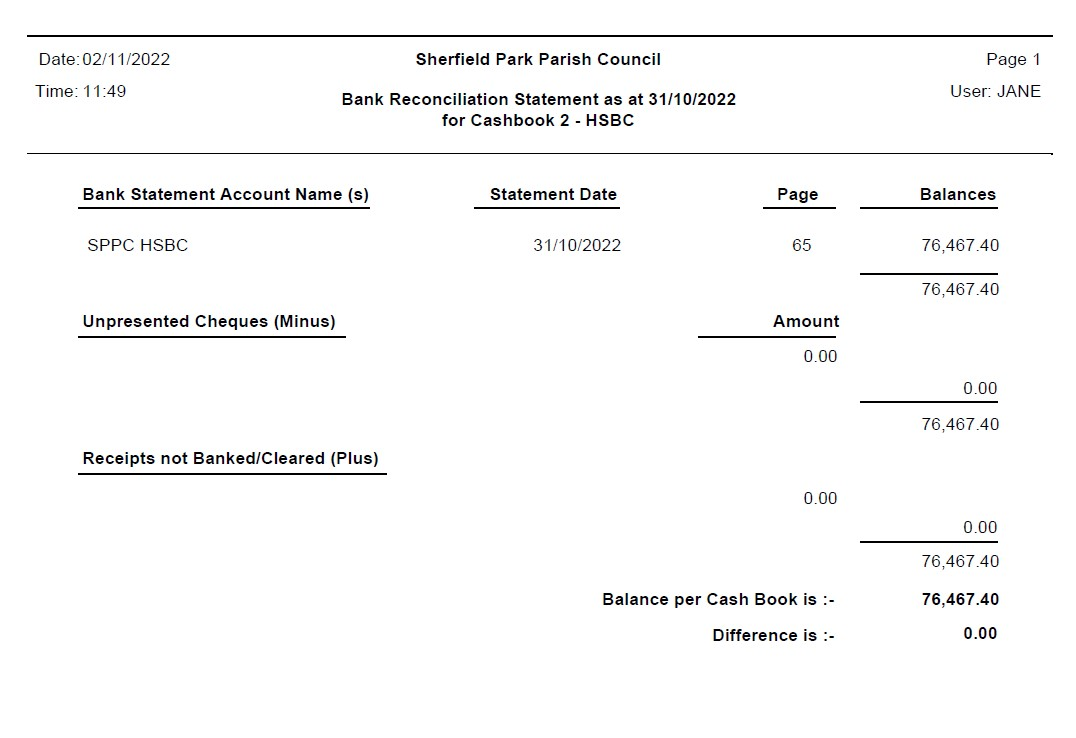 Date:02/11/2022 Sherfield Park Parish Council Page 1
Time: 11:49 Bank Reconciliation Statement as at 31/10/2022 User: JANE
for Cashbook 2 - HSBC
Bank Statement Account Name (s) Statement Date Page Balances
SPPC HSBC 31/10/2022 65 76,467.40
76,467.40
Unpresented Cheques (Minus) Amount
0.00
0.00
76,467.40
Receipts not Banked/Cleared (Plus)
0.00
0.00
76,467.40
Balance per Cash Book is :- 76,467.40
Difference is :- 0.00